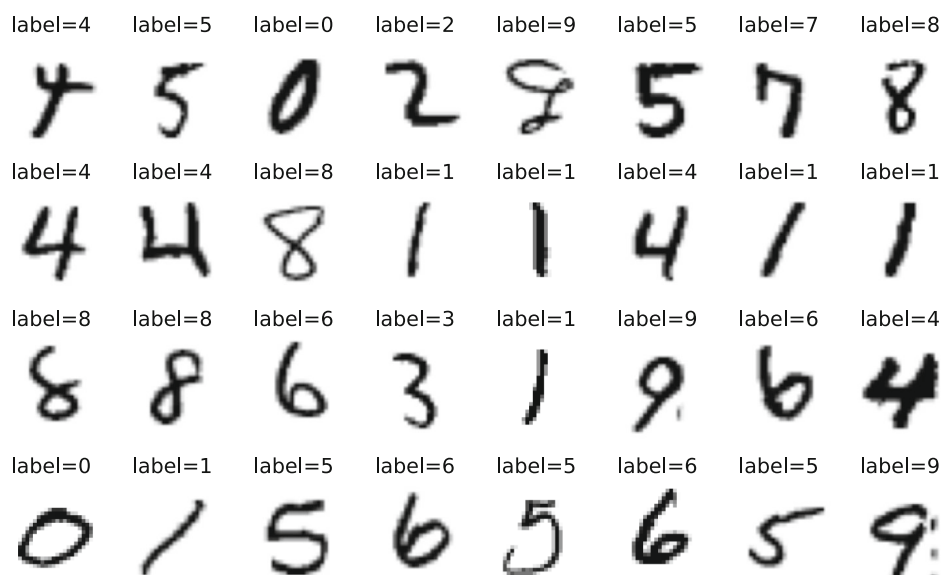 label=4 label=5 label=0 label=2 label=9 label=5 label=7 label=8
4 5 0 2 9 5 7 8
label=4 label=4 label=8 label=1 label=1 label=4 label=1 label=1
4 4 8 1 1 4 1 1
label=8 label=8 label=6 label=3 label=1 label=9 label=6 label=4
8 8 6 3 1 9 6 4
label=0 label=1 label=5 label=6 label=5 label=6 label=5 label=9
0 1 5 6 5 6 5 9